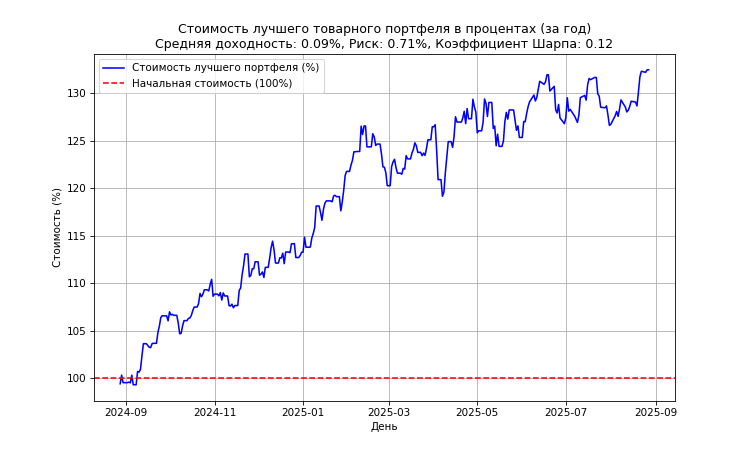 Стоимость лучшего товарного портфеля в процентах (за год)
Средняя доходность: 0.09%, Риск: 0.71%, Коэффициент Шарпа: 0.12
Стоимость лучшего портфеля (%)
Начальная стоимость (100%)
Стоимость (%)
130
125
120
115
110
105
100
2024-09
2024-11
2025-01
2025-03
2025-05
2025-07
2025-09
День